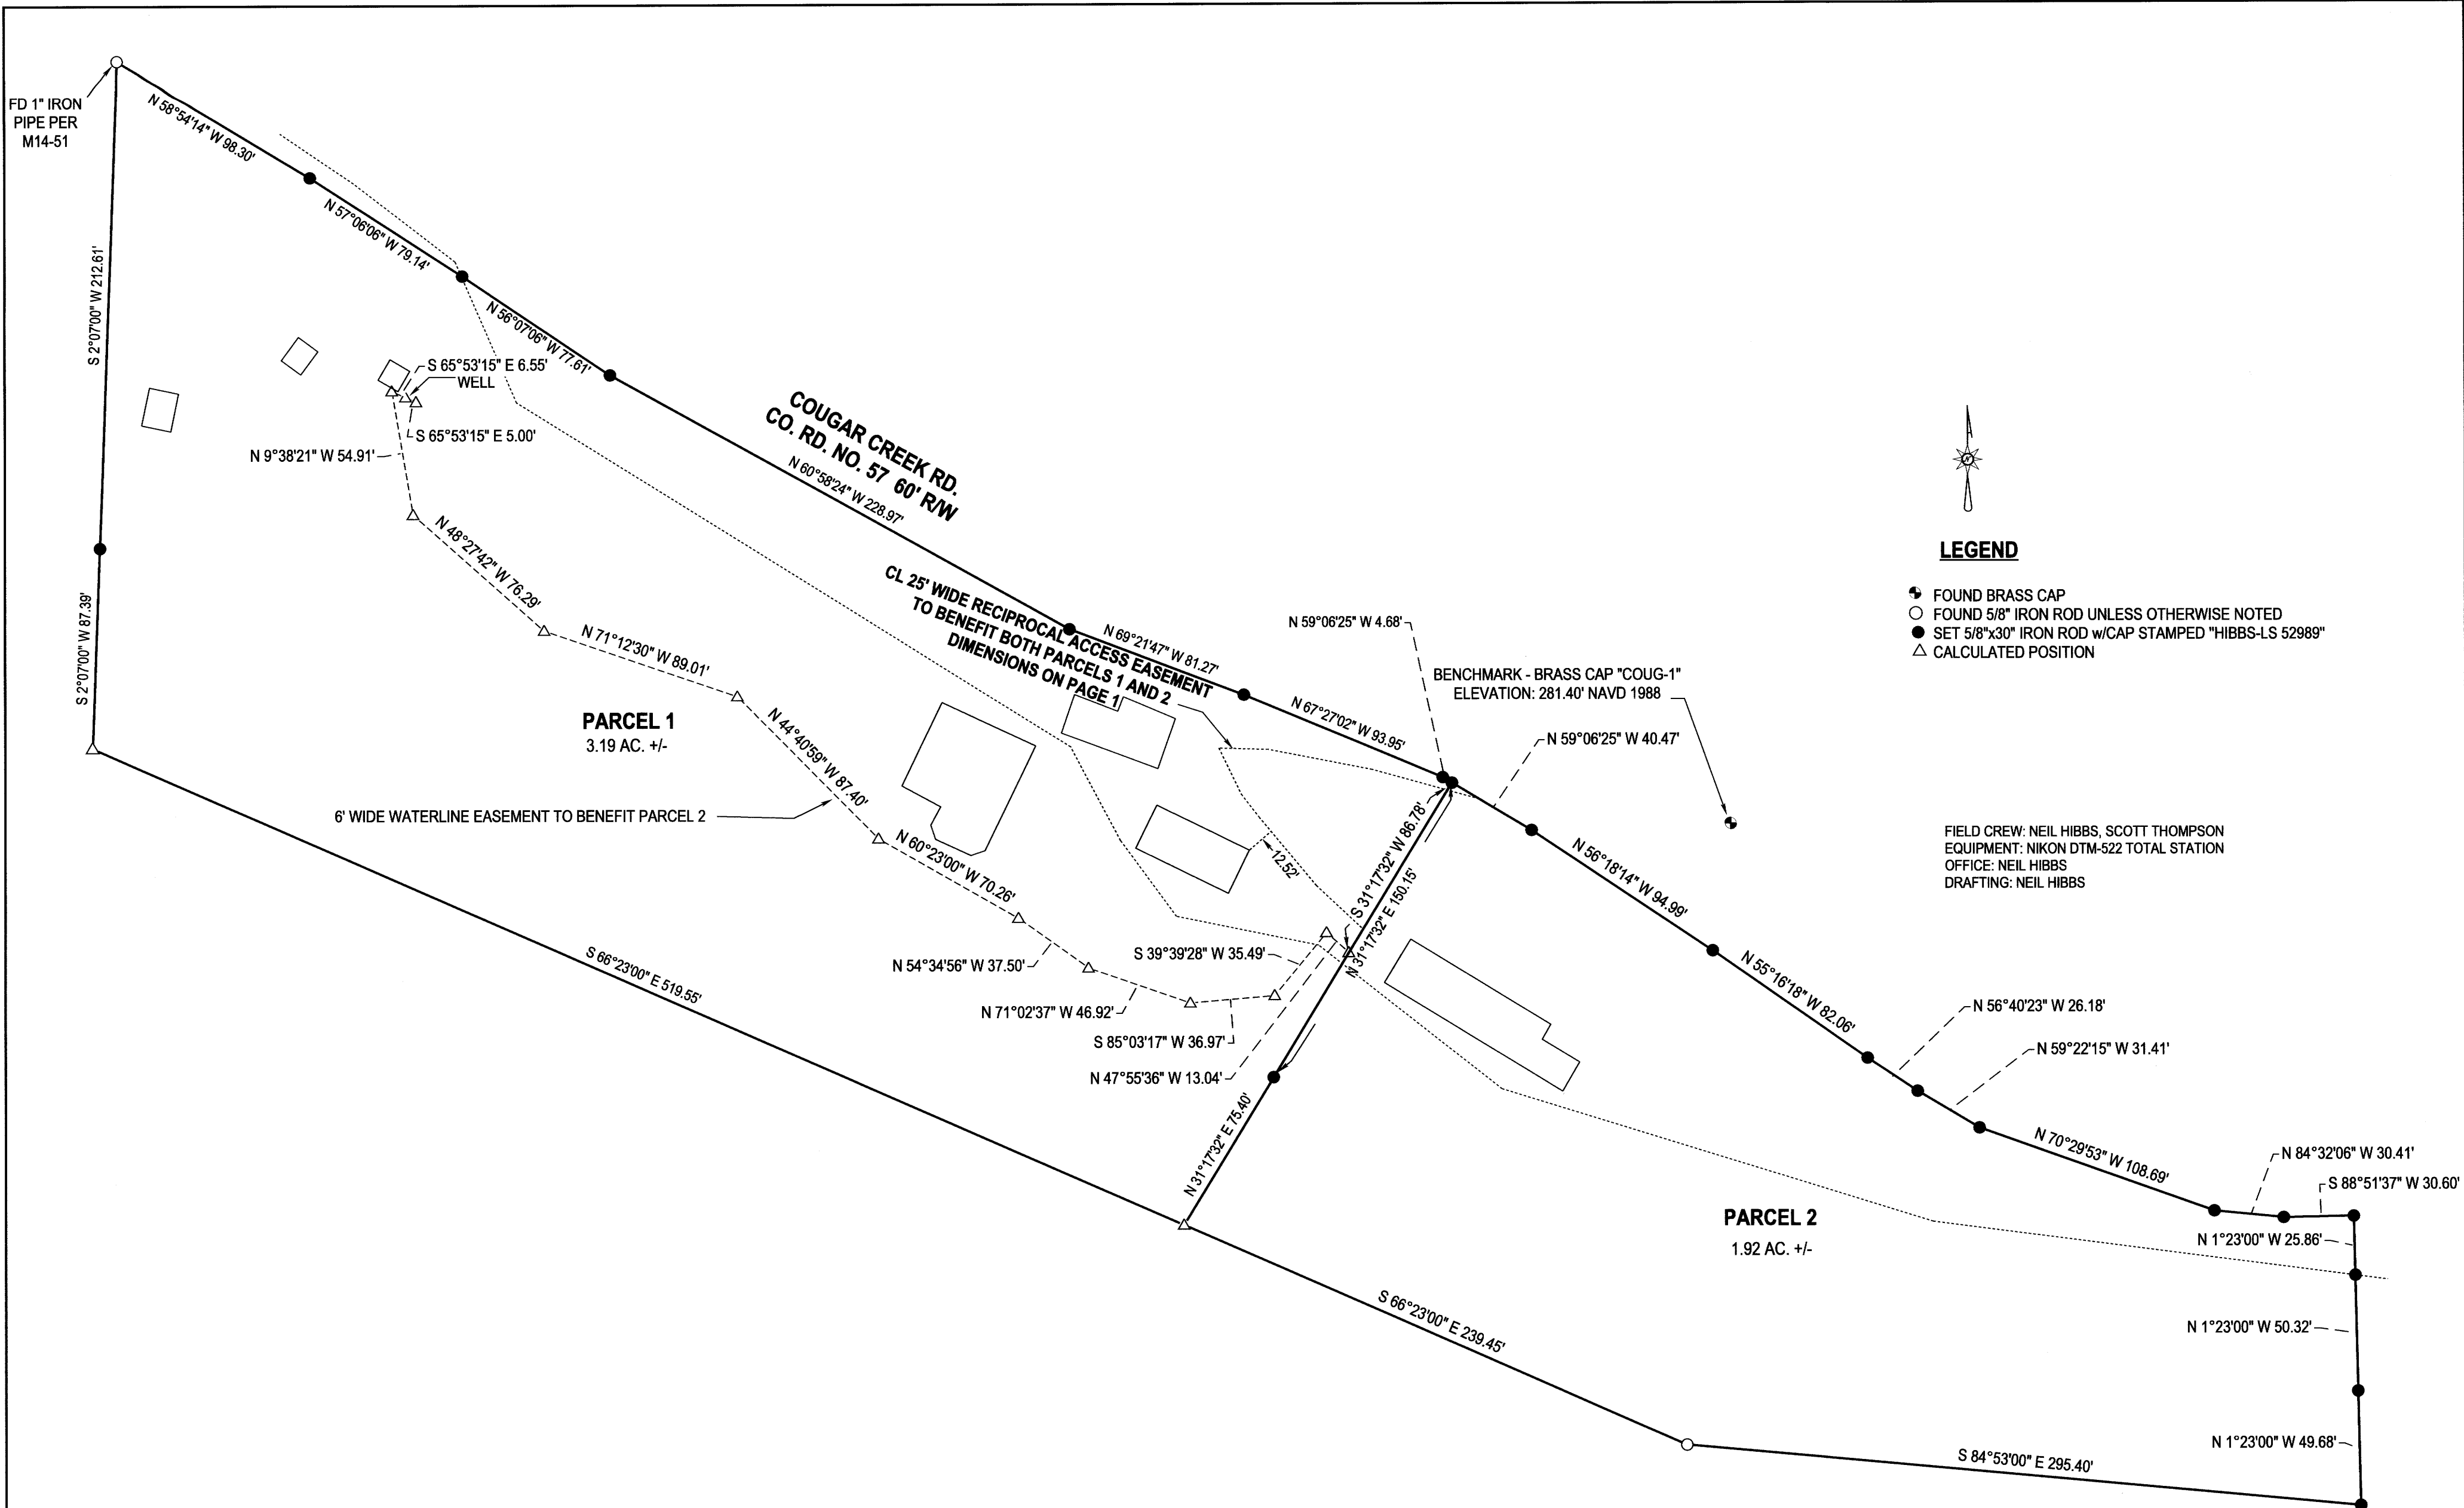 FD 1" IRON
PIPE PER
M14-51
N 58°54'14" W 98.30'
N 57°06'06" W 79.14'
N 56°07'06" W 77.61'
S 2°07'00" W 212.61'
S 2°07'00" W 87.39'
S 65°53'15" E 6.55'
WELL
S 65°53'15" E 5.00'
N 9°38'21" W 54.91'
N 48°27'42" W 76.29'
N 71°12'30" W 89.01'
COUGAR CREEK RD.
CO. RD. NO. 57 60' R/W
N 60°58'24" W 228.97'
CL 25' WIDE RECIPROCAL ACCESS EASEMENT
TO BENEFIT BOTH PARCELS 1 AND 2
DIMENSIONS ON PAGE 1
N 69°21'47" W 81.27'
N 67°27'02" W 93.95'
N 59°06'25" W 4.68'
BENCHMARK - BRASS CAP "COUG-1"
ELEVATION: 281.40' NAVD 1988
N 59°06'25" W 40.47'
LEGEND
FOUND BRASS CAP
FOUND 5/8" IRON ROD UNLESS OTHERWISE NOTED
SET 5/8"x30" IRON ROD w/CAP STAMPED "HIBBS-LS 52989"
CALCULATED POSITION
FIELD CREW: NEIL HIBBS, SCOTT THOMPSON
EQUIPMENT: NIKON DTM-522 TOTAL STATION
OFFICE: NEIL HIBBS
DRAFTING: NEIL HIBBS
PARCEL 1
3.19 AC. +/-
N 44°40'59" W 87.40'
6' WIDE WATERLINE EASEMENT TO BENEFIT PARCEL 2
N 60°23'00" W 70.26'
N 54°34'56" W 37.50'
N 71°02'37" W 46.92'
S 85°03'17" W 36.97'
S 39°39'28" W 35.49'
N 47°55'36" W 13.04'
12.52'
S 31°17'32" W 86.78'
N 31°17'32" E 150.15'
N 31°17'32" E 75.40'
S 66°23'00" E 519.55'
N 56°18'14" W 94.99'
N 55°16'18" W 82.06'
N 56°40'23" W 26.18'
N 59°22'15" W 31.41'
N 70°29'53" W 108.69'
N 84°32'06" W 30.41'
S 88°51'37" W 30.60'
PARCEL 2
1.92 AC. +/-
N 1°23'00" W 25.86'
N 1°23'00" W 50.32'
N 1°23'00" W 49.68'
S 66°23'00" E 239.45'
S 84°53'00" E 295.40'